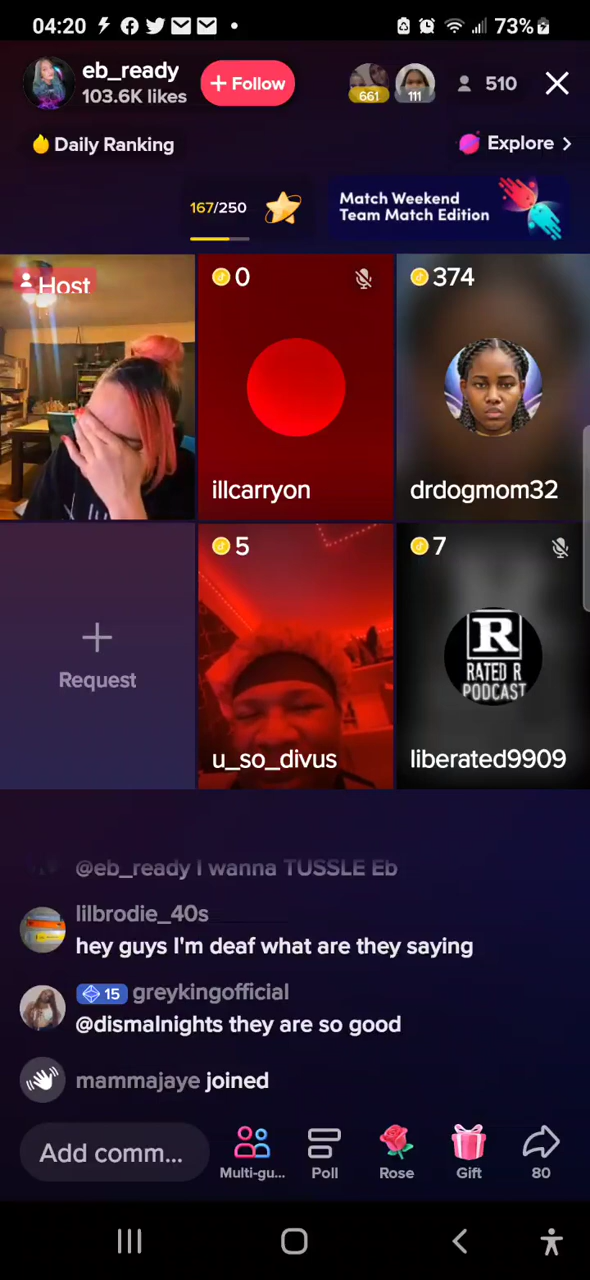 04:20
73%
eb_ready
103.6K likes
+ Follow
661
111
510
Daily Ranking
Explore >
167/250
Match Weekend
Team Match Edition
Host
0
374
illcarryon
drdogmom32
5
7
+
Request
R
RATED R
PODCAST
u_so_divus
liberated9909
@eb_ready I wanna TUSSLE Eb
lilbrodie_40s
hey guys I'm deaf what are they saying
15 greykingofficial
@dismalnights they are so good
mammajaye joined
Add comm...
Multi-gu...
Poll
Rose
Gift
80